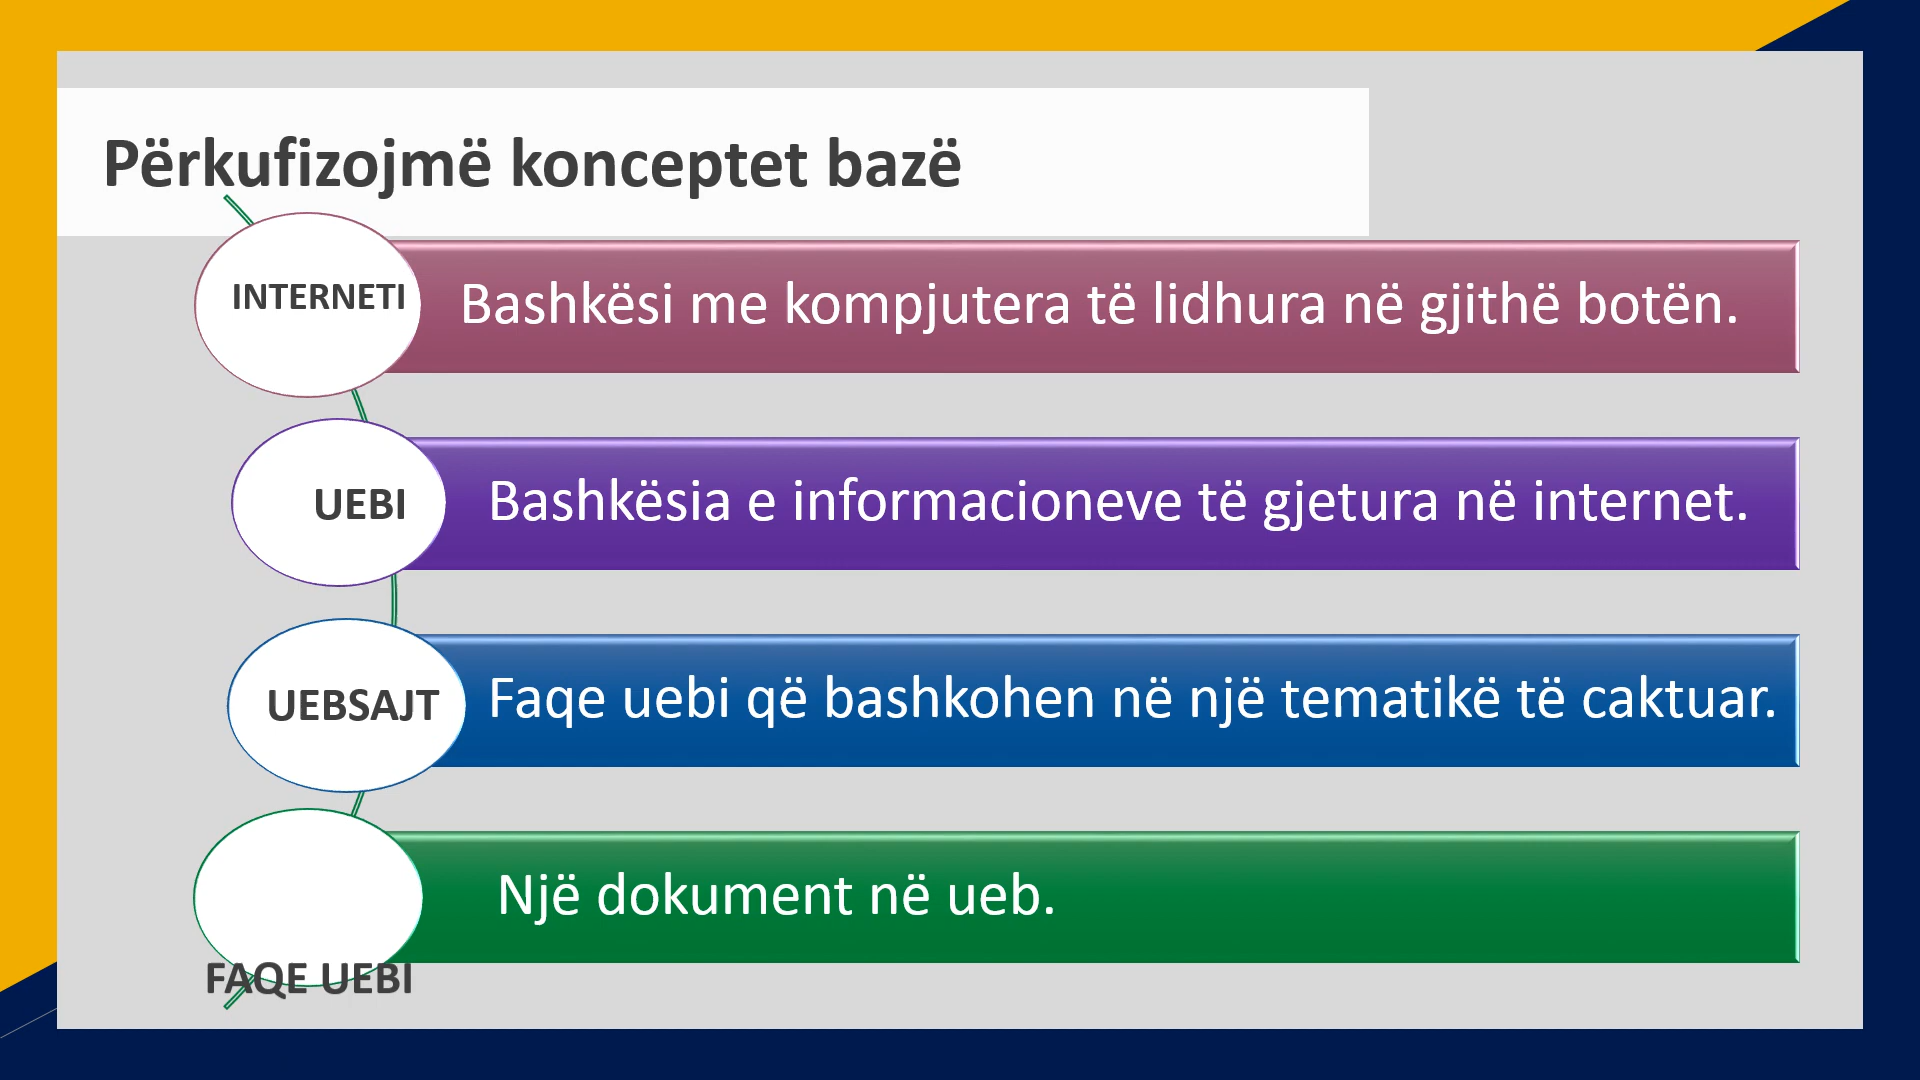 Përkufizojmë konceptet bazë
INTERNETI
Bashkësi me kompjutera të lidhura në gjithë botën.
UEBI
Bashkësia e informacioneve të gjetura në internet.
UEBSAJT
Faqe uebi që bashkohen në një tematikë të caktuar.
Një dokument në ueb.
FAQE UEBI